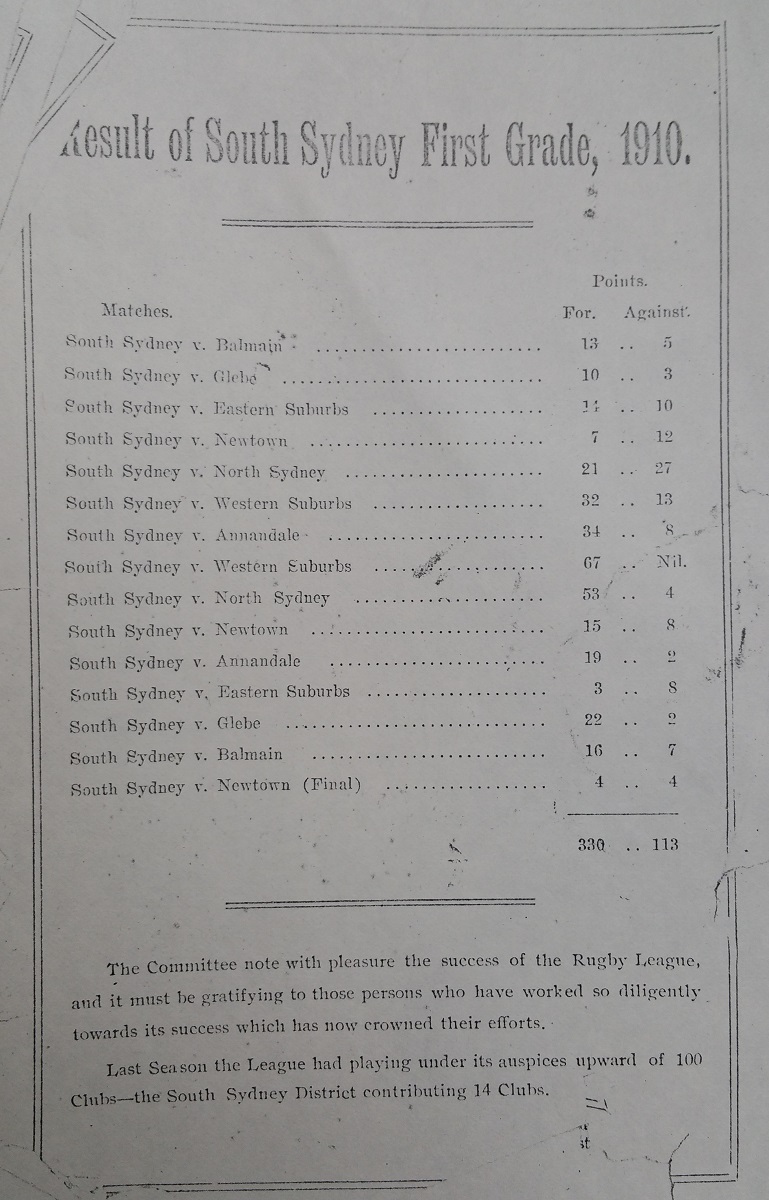 Result of South Sydney First Grade, 1910.
Points.
Matches. For. Against.
South Sydney v. Balmain .......................... 13 .. 5
South Sydney v. Glebe .............................. 10 .. 3
South Sydney v. Eastern Suburbs .................... 14 .. 10
South Sydney v. Newtown ........................... 7 .. 12
South Sydney v. North Sydney ....................... 21 .. 27
South Sydney v. Western Suburbs .................... 32 .. 13
South Sydney v. Annandale ......................... 34 .. 8
South Sydney v. Western Suburbs .................... 67 .. Nil.
South Sydney v. North Sydney ...................... 53 .. 4
South Sydney v. Newtown ........................... 15 .. 8
South Sydney v. Annandale ......................... 19 .. 2
South Sydney v. Eastern Suburbs .................... 3 .. 8
South Sydney v. Glebe .............................. 22 .. 2
South Sydney v. Balmain ........................... 16 .. 7
South Sydney v. Newtown (Final) ................... 4 .. 4
330 .. 113
The Committee note with pleasure the success of the Rugby League,
and it must be gratifying to those persons who have worked so diligently
towards its success which has now crowned their efforts.
Last Season the League had playing under its auspices upward of 100
Clubs—the South Sydney District contributing 14 Clubs.